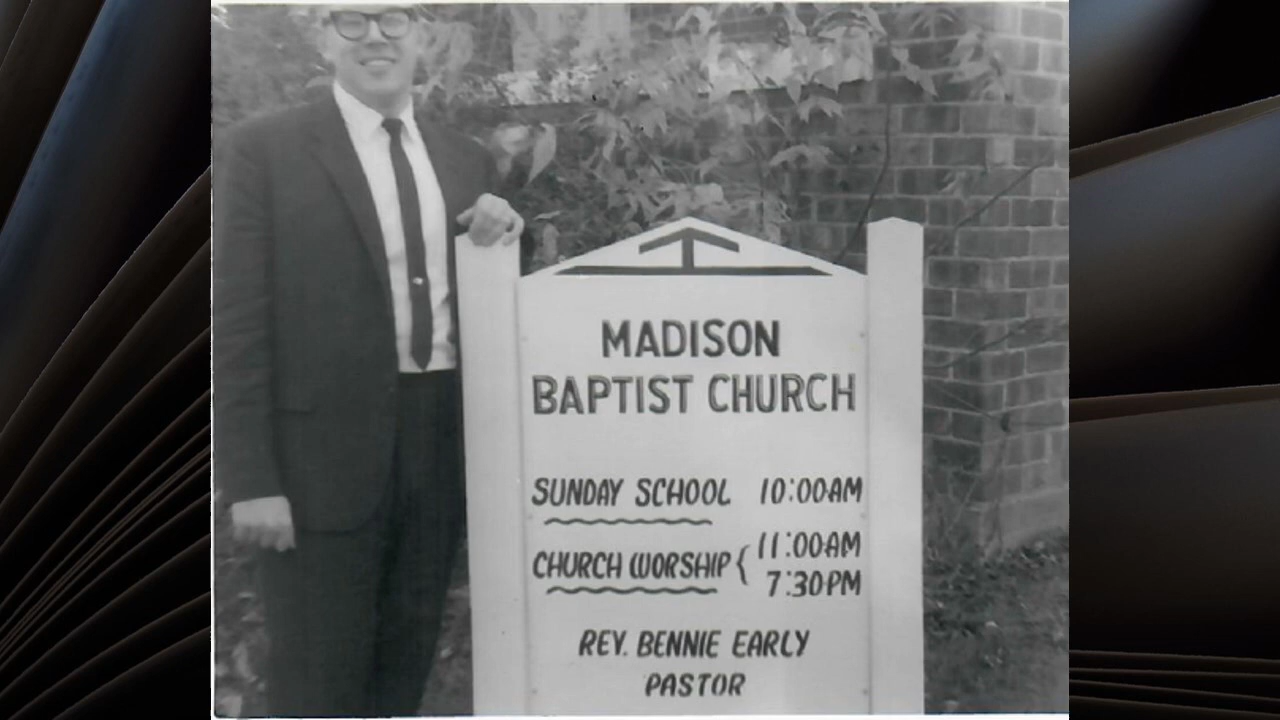 MADISON
BAPTIST CHURCH
SUNDAY SCHOOL 10:00AM
CHURCH WORSHIP { 11:00AM
7:30PM
REV. BENNIE EARLY
PASTOR